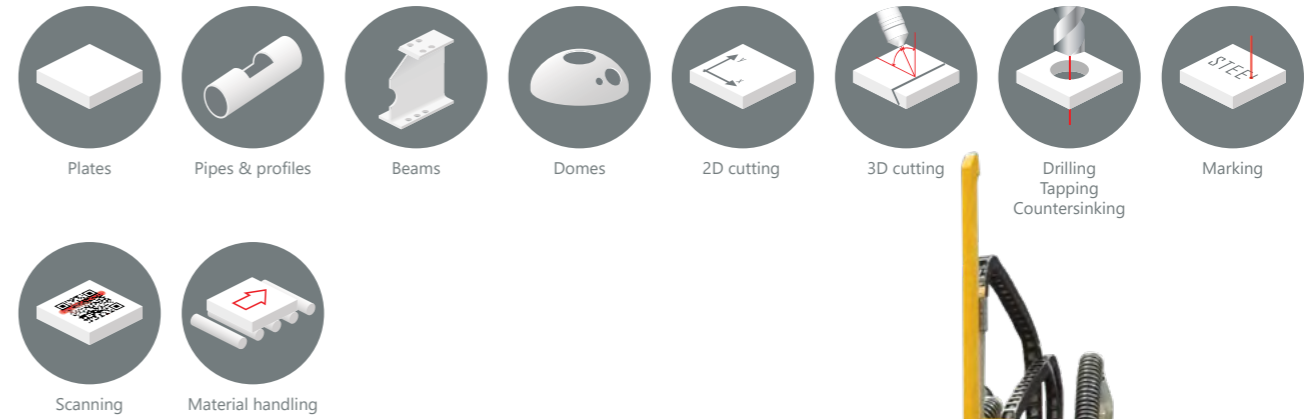 Y
X
STEEL
Plates
Pipes & profiles
Beams
Domes
2D cutting
3D cutting
Drilling
Tapping
Countersinking
Marking
Scanning
Material handling